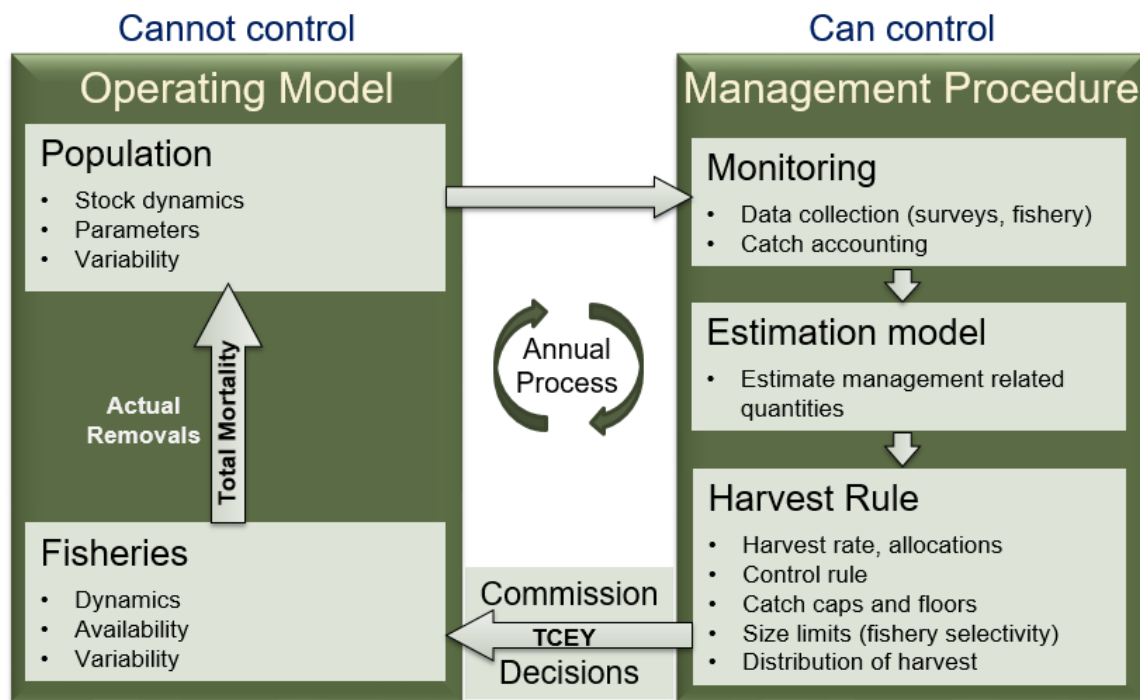 Cannot control
Can control
Operating Model
Population
• Stock dynamics
• Parameters
• Variability
Actual
Removals
Total Mortality
Fisheries
• Dynamics
• Availability
• Variability
Annual
Process
Commission
TCEY
Decisions
Management Procedure
Monitoring
• Data collection (surveys, fishery)
• Catch accounting
Estimation model
• Estimate management related
quantities
Harvest Rule
• Harvest rate, allocations
• Control rule
• Catch caps and floors
• Size limits (fishery selectivity)
• Distribution of harvest